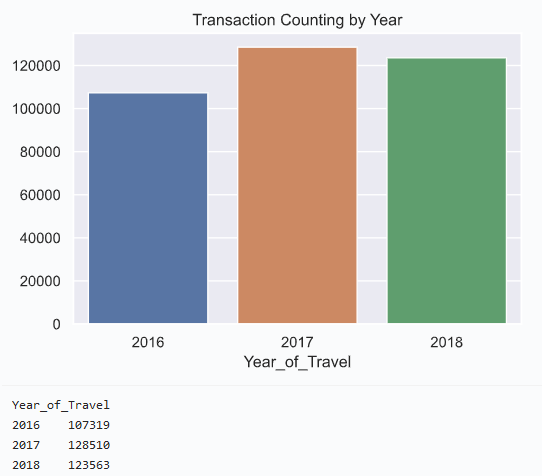 Transaction Counting by Year
120000
100000
80000
60000
40000
20000
0
2016 2017 2018
Year_of_Travel
Year_of_Travel
2016 107319
2017 128510
2018 123563